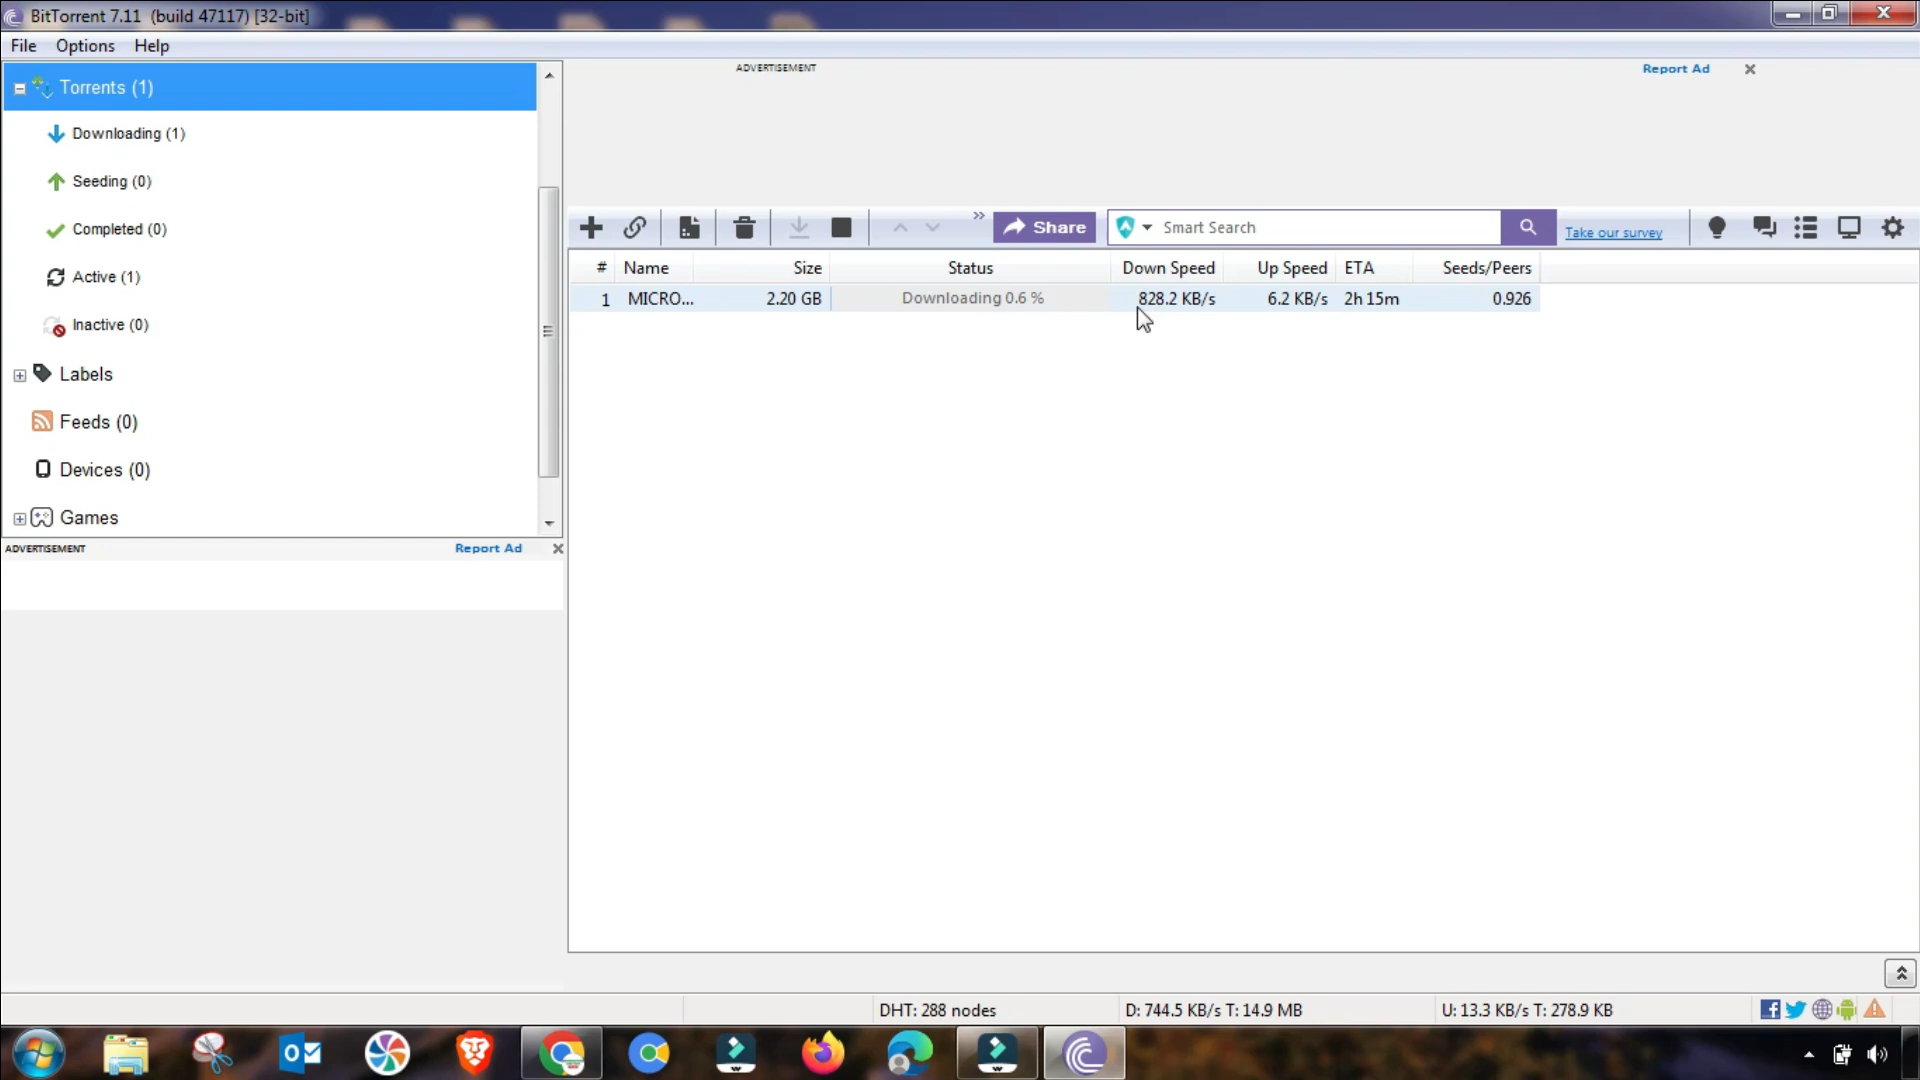 BitTorrent 7.11 (build 47117) [32-bit]
File Options Help
Torrents (1)
Downloading (1)
Seeding (0)
Completed (0)
Active (1)
Inactive (0)
Labels
Feeds (0)
Devices (0)
Games
ADVERTISEMENT Report Ad
ADVERTISEMENT Report Ad
Share Smart Search Take our survey
# Name Size Status Down Speed Up Speed ETA Seeds/Peers
1 MICRO... 2.20 GB Downloading 0.6 % 828.2 KB/s 6.2 KB/s 2h 15m 0.926
DHT: 288 nodes D: 744.5 KB/s T: 14.9 MB U: 13.3 KB/s T: 278.9 KB